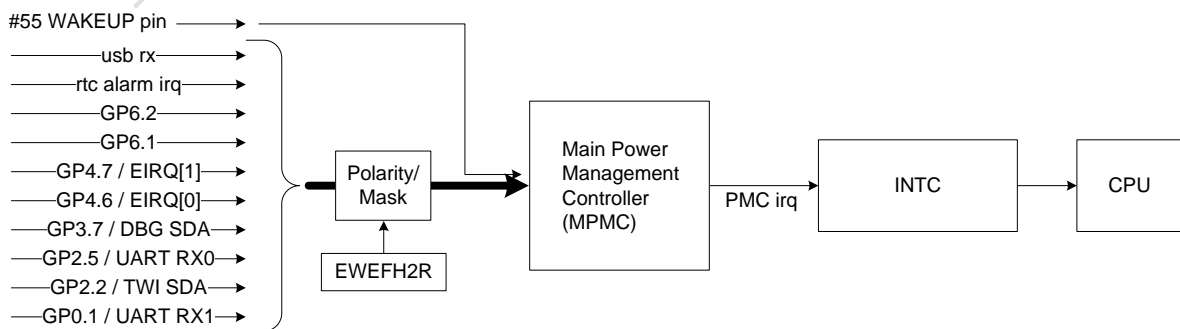 #55 WAKEUP pin
usb rx
rtc alarm irq
GP6.2
GP6.1
GP4.7 / EIRQ[1]
GP4.6 / EIRQ[0]
GP3.7 / DBG SDA
GP2.5 / UART RX0
GP2.2 / TWI SDA
GP0.1 / UART RX1
Polarity/
Mask
EWEFH2R
Main Power
Management
Controller
(MPMC)
PMC irq
INTC
CPU